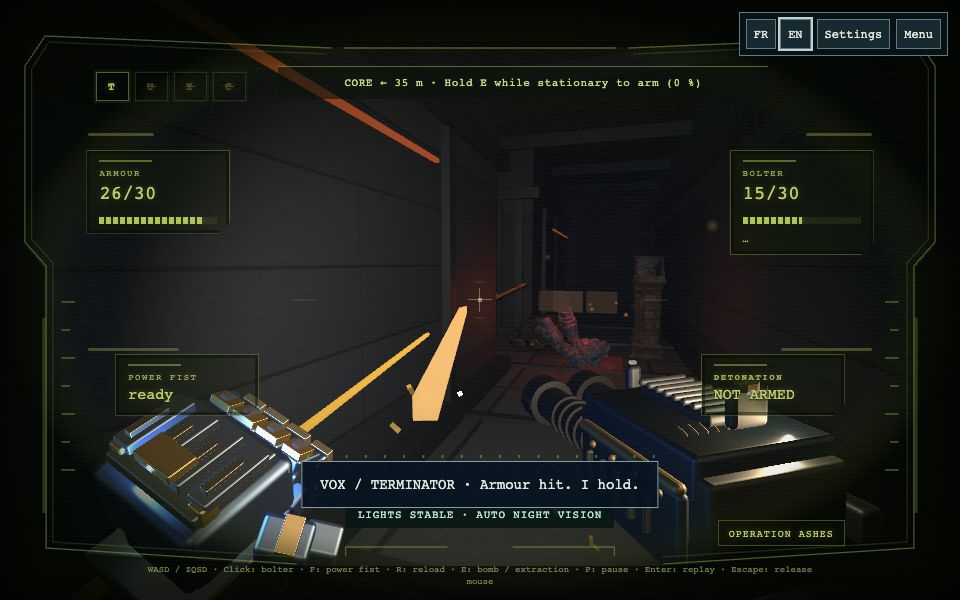 FR EN Settings Menu
CORE ← 35 m · Hold E while stationary to arm (0 %)
T
ARMOUR
26/30
BOLTER
15/30
…
POWER FIST
ready
DETONATION
NOT ARMED
VOX / TERMINATOR · Armour hit. I hold.
LIGHTS STABLE · AUTO NIGHT VISION
OPERATION ASHES
WASD / ZQSD · Click: bolter · F: power fist · R: reload · E: bomb / extraction · P: pause · Enter: replay · Escape: release
mouse